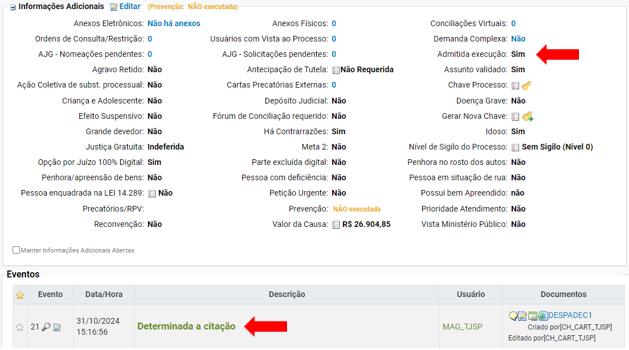 Informações Adicionais Editar (Prevenção: NÃO executada)
Anexos Eletrônicos: Não há anexos Anexos Físicos: 0 Conciliações Virtuais: 0
Ordens de Consulta/Restrição: 0 Usuários com Vista ao Processo: 0 Demanda Complexa: Não
AJG - Nomeações pendentes: 0 AJG - Solicitações pendentes: 0 Admitida execução: Sim
Agravo Retido: Não Antecipação de Tutela: Não Requerida Assunto validado: Sim
Ação Coletiva de subst. processual: Não Cartas Precatórias Externas: 0 Chave Processo:
Criança e Adolescente: Não Depósito Judicial: Não Doença Grave: Não
Efeito Suspensivo: Não Fórum de Conciliação requerido: Não Gerar Nova Chave:
Grande devedor: Não Há Contrarrazões: Sim Idoso: Sim
Justiça Gratuita: Indeferida Meta 2: Não Nível de Sigilo do Processo: Sem Sigilo (Nível 0)
Opção por Juízo 100% Digital: Sim Parte excluída digital: Não Penhora no rosto dos autos: Não
Penhora/apreensão de bens: Não Pessoa com deficiência: Não Pessoa em situação de rua: Não
Pessoa enquadrada na LEI 14.289: Não Petição Urgente: Não Possui bem Apreendido: não
Precatórios/RPV: Prevenção: NÃO executada Prioridade Atendimento: Não
Reconvenção: Não Valor da Causa: R$ 26.904,85 Vista Ministério Público: Não
Manter Informações Adicionais Abertas
Eventos
Evento Data/Hora Descrição Usuário Documentos
21 31/10/2024 15:16:56 Determinada a citação MAG_TJSP DESPADEC1
Criado por[CH_CART_TJSP]
Editado por[CH_CART_TJSP]